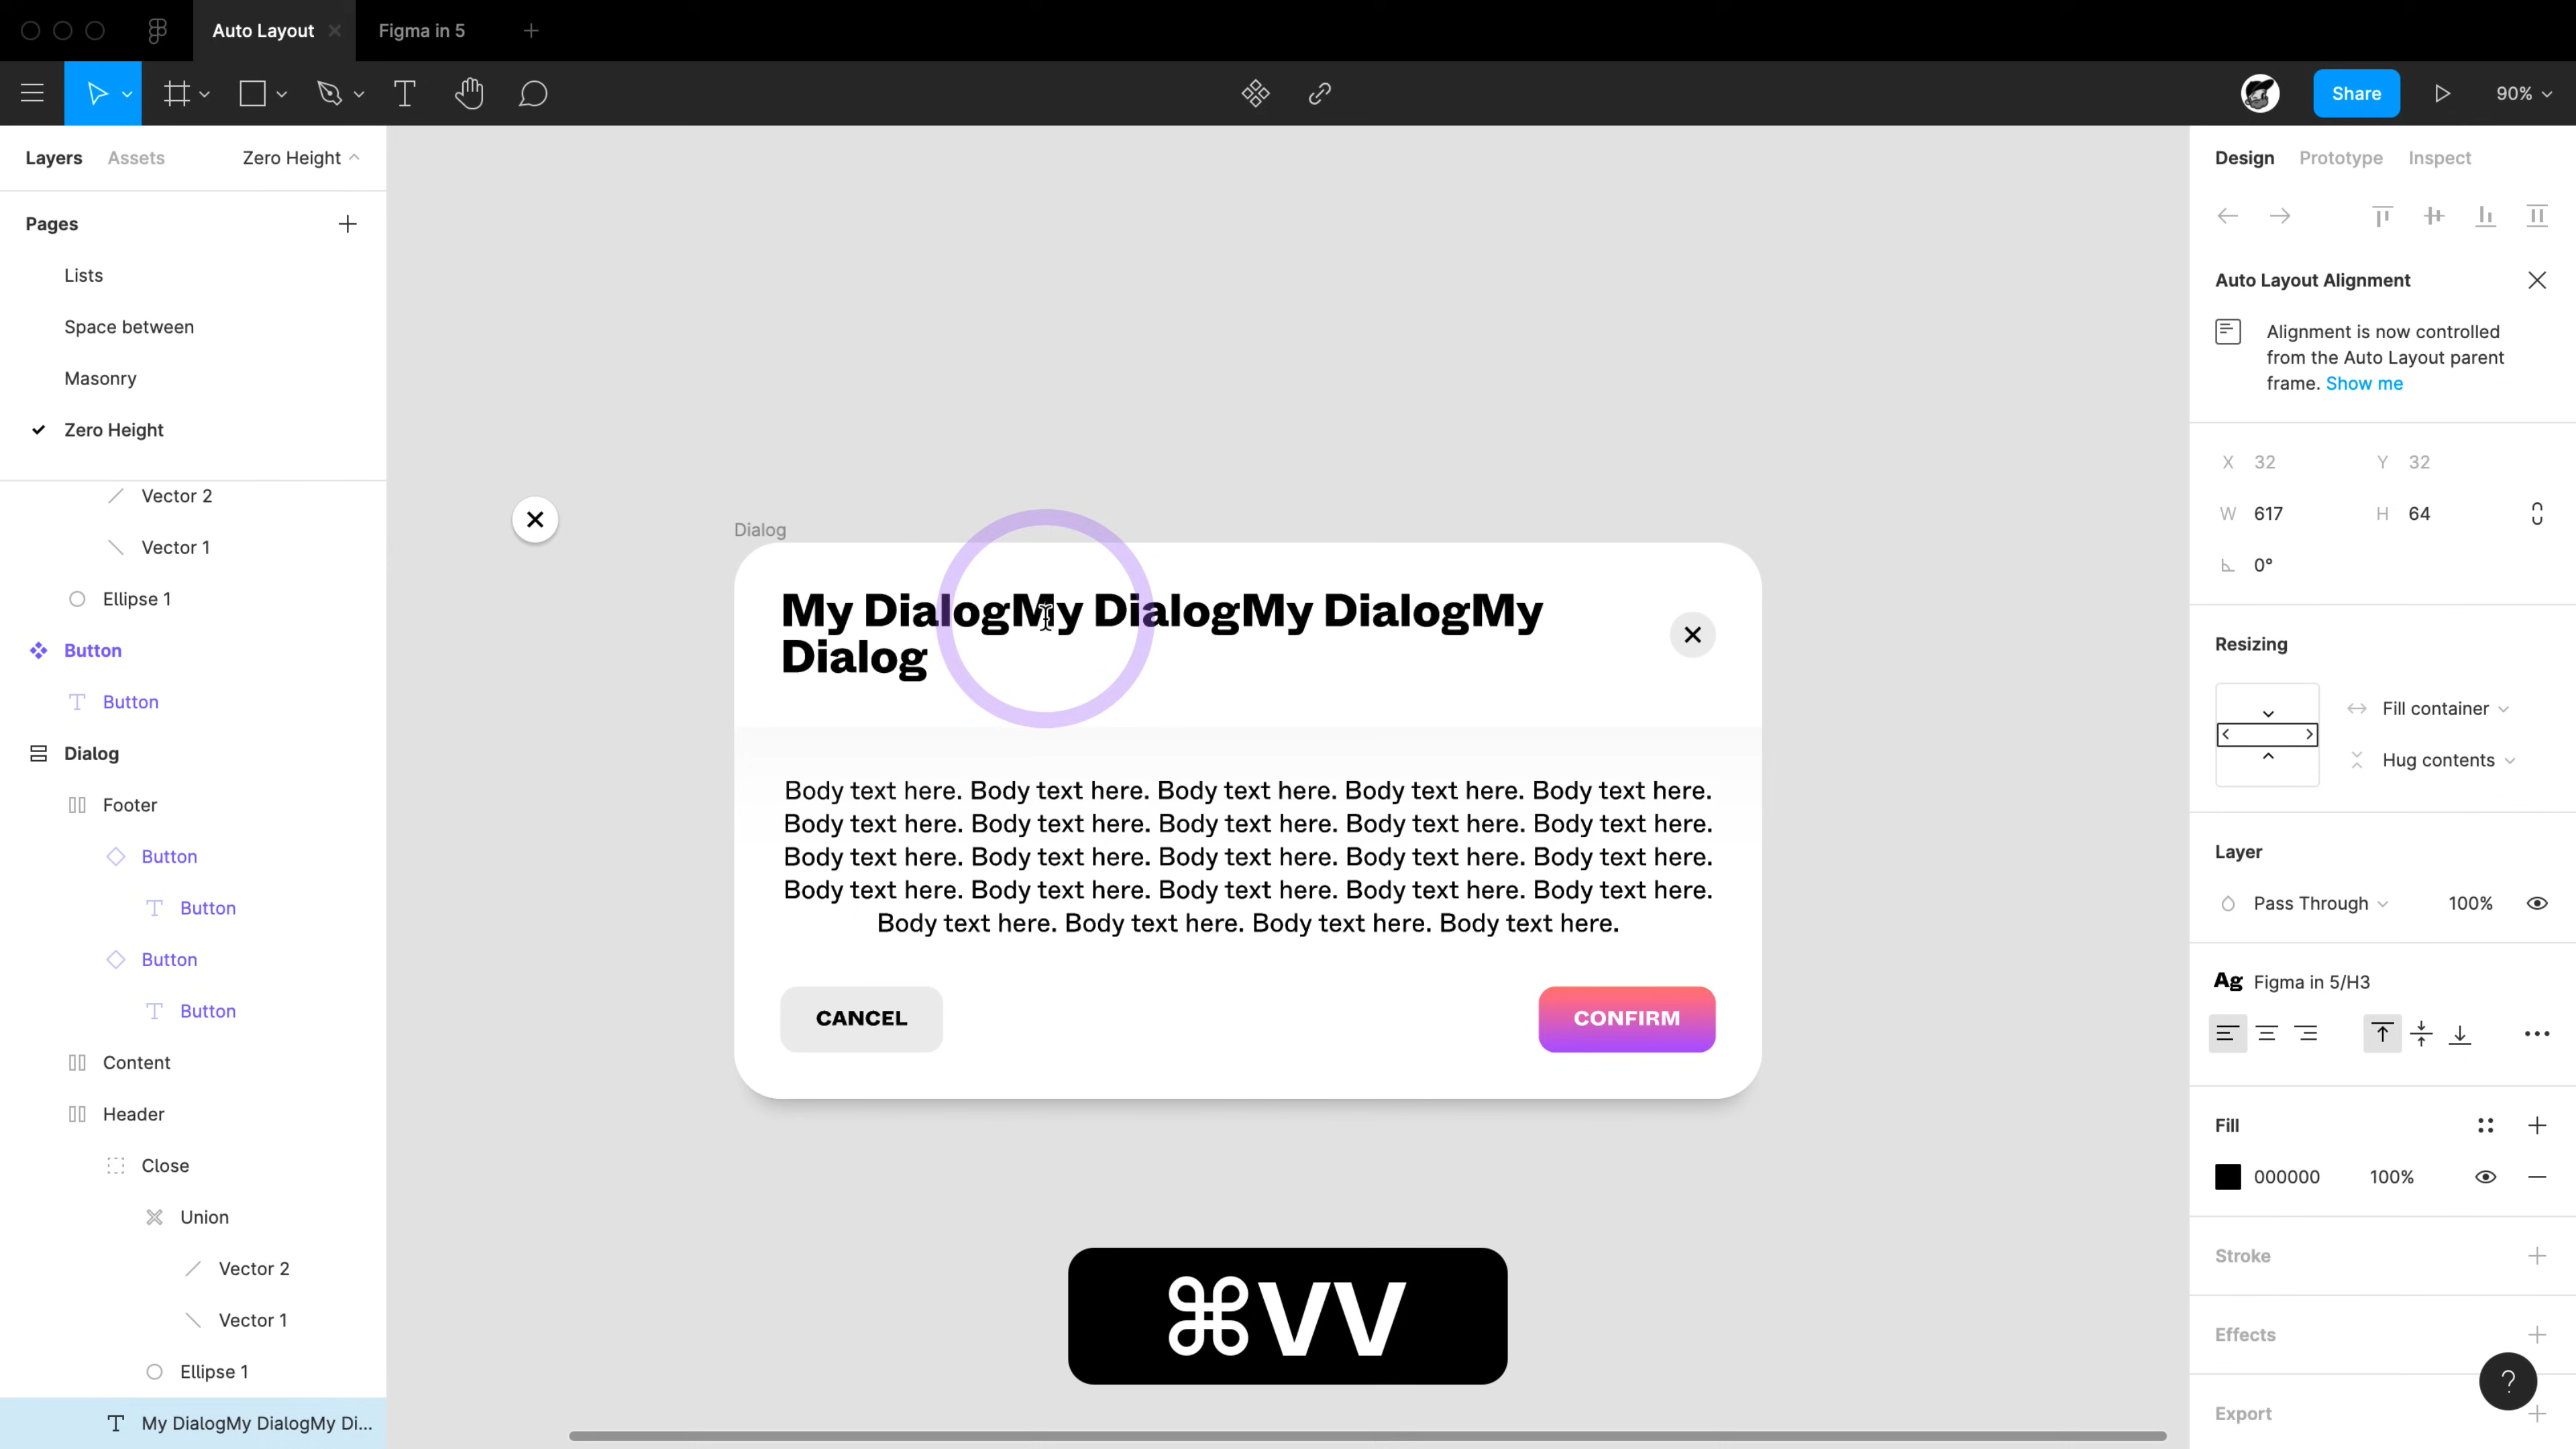 Auto Layout
Figma in 5
Share
90%
Layers
Assets
Zero Height
Pages
Lists
Space between
Masonry
Zero Height
Vector 2
Vector 1
Ellipse 1
Button
Button
Dialog
Footer
Button
Button
Button
Button
Content
Header
Close
Union
Vector 2
Vector 1
Ellipse 1
My DialogMy DialogMy Di...
Dialog
My DialogMy DialogMy DialogMy
Dialog
Body text here. Body text here. Body text here. Body text here. Body text here.
Body text here. Body text here. Body text here. Body text here. Body text here.
Body text here. Body text here. Body text here. Body text here. Body text here.
Body text here. Body text here. Body text here. Body text here. Body text here.
Body text here. Body text here. Body text here. Body text here.
CANCEL
CONFIRM
⌘VV
Design
Prototype
Inspect
Auto Layout Alignment
Alignment is now controlled
from the Auto Layout parent
frame. Show me
X 32
Y 32
W 617
H 64
0°
Resizing
Fill container
Hug contents
Layer
Pass Through
100%
Ag Figma in 5/H3
Fill
000000
100%
Stroke
Effects
?
Export